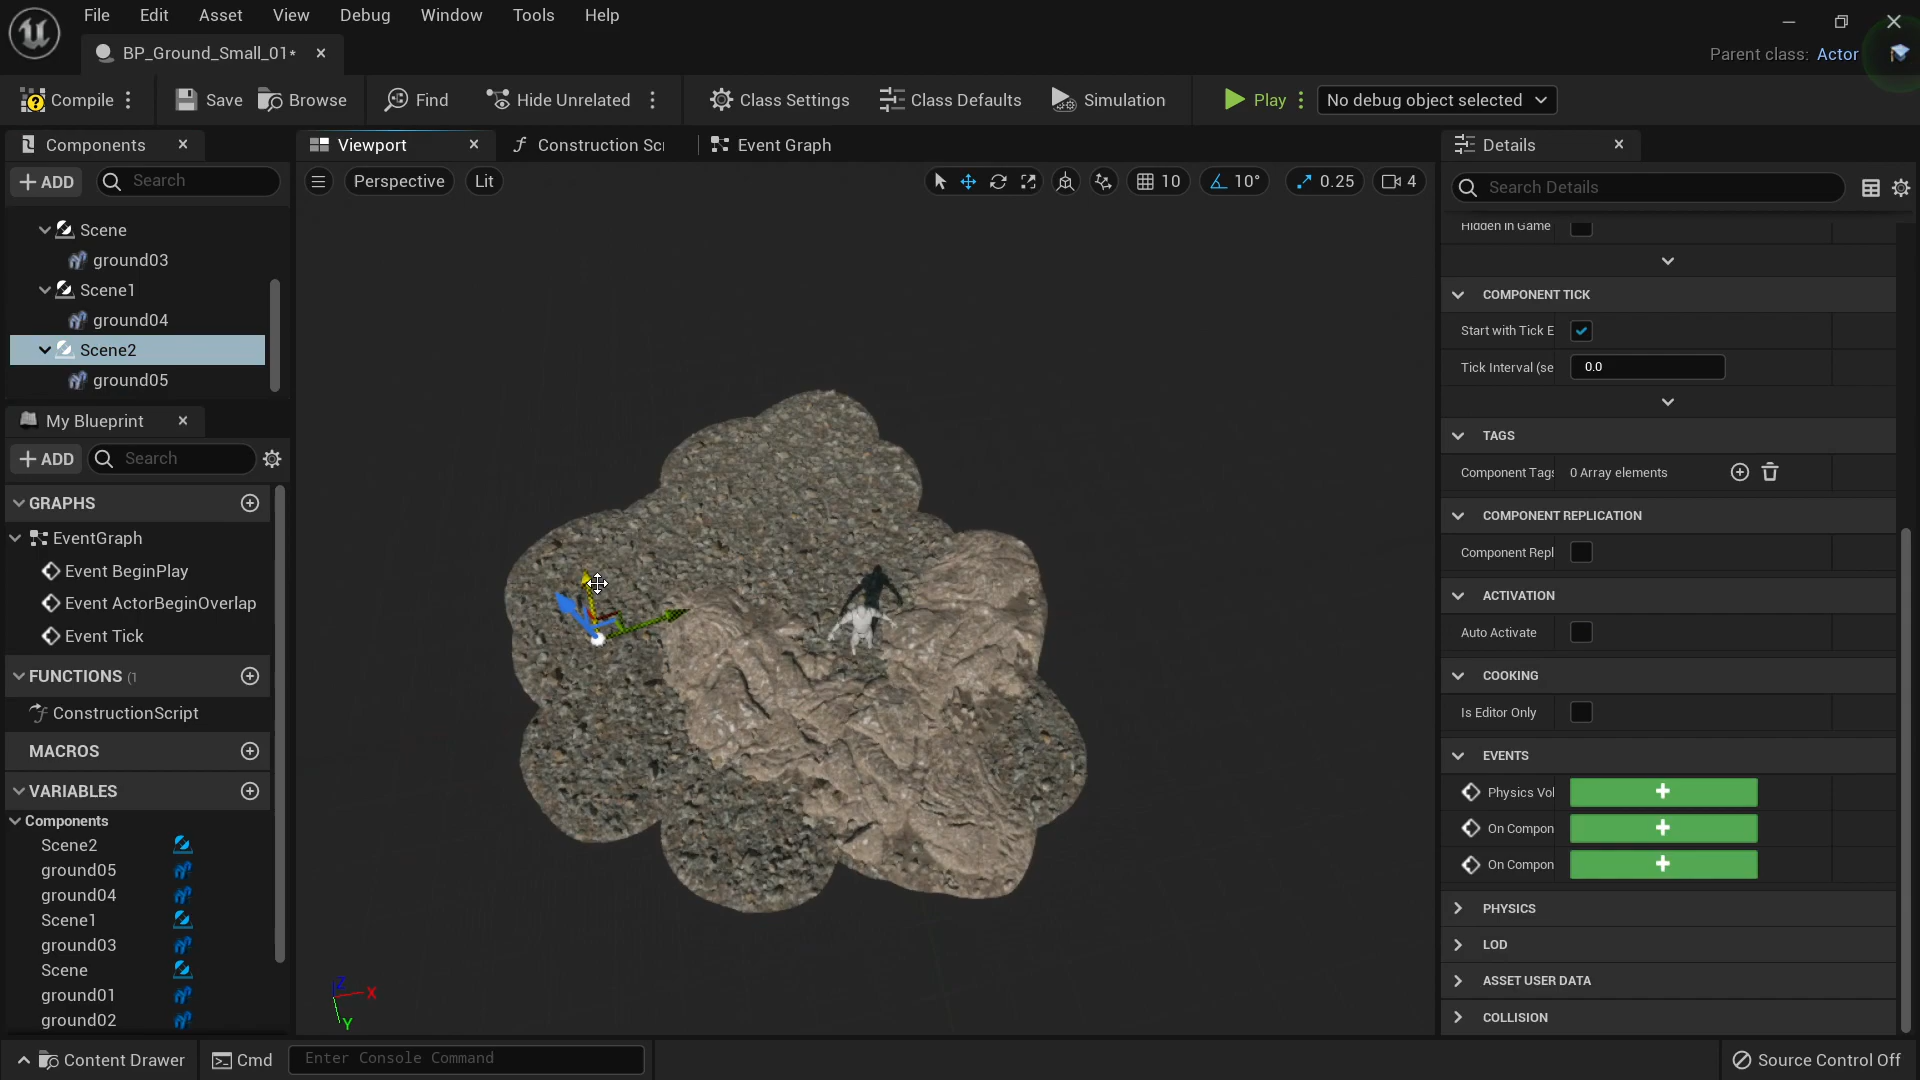 File Edit Asset View Debug Window Tools Help
BP_Ground_Small_01*
Parent class: Actor
Compile Save Browse Find Hide Unrelated Class Settings Class Defaults Simulation Play No debug object selected
Components
ADD Search
Scene
ground03
Scene1
ground04
Scene2
ground05
My Blueprint
ADD Search
GRAPHS
EventGraph
Event BeginPlay
Event ActorBeginOverlap
Event Tick
FUNCTIONS (1
ConstructionScript
MACROS
VARIABLES
Components
Scene2
ground05
ground04
Scene1
ground03
Scene
ground01
ground02
Viewport Construction Scr Event Graph
Perspective Lit 10 10° 0.25 4
Z
X
Y
Details
Search Details
Hidden in Game
COMPONENT TICK
Start with Tick E
Tick Interval (se 0.0
TAGS
Component Tags 0 Array elements
COMPONENT REPLICATION
Component Repl
ACTIVATION
Auto Activate
COOKING
Is Editor Only
EVENTS
Physics Vol
On Compon
On Compon
PHYSICS
LOD
ASSET USER DATA
COLLISION
Content Drawer Cmd Enter Console Command Source Control Off